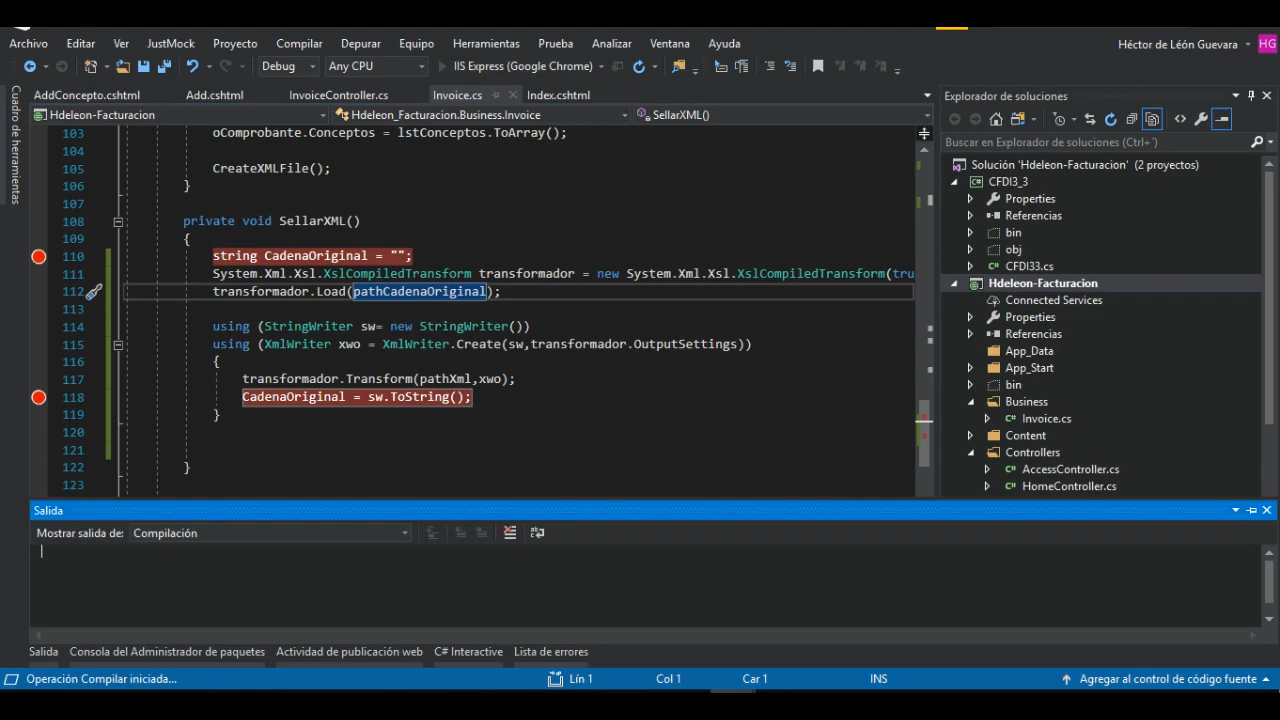 Archivo Editar Ver JustMock Proyecto Compilar Depurar Equipo Herramientas Prueba Analizar Ventana Ayuda Héctor de León Guevara HG
Debug Any CPU IIS Express (Google Chrome)
AddConcepto.cshtml Add.cshtml InvoiceController.cs Invoice.cs Index.cshtml
Hdeleon-Facturacion Hdeleon_Facturacion.Business.Invoice SellarXML()
Cuadro de herramientas
103 oComprobante.Conceptos = lstConceptos.ToArray();
104
105 CreateXMLFile();
106 }
107
108 private void SellarXML()
109 {
110 string CadenaOriginal = "";
111 System.Xml.Xsl.XslCompiledTransform transformador = new System.Xml.Xsl.XslCompiledTransform(tru
112 transformador.Load(pathCadenaOriginal);
113
114 using (StringWriter sw= new StringWriter())
115 using (XmlWriter xwo = XmlWriter.Create(sw,transformador.OutputSettings))
116 {
117 transformador.Transform(pathXml,xwo);
118 CadenaOriginal = sw.ToString();
119 }
120
121
122 }
123
Explorador de soluciones
Buscar en Explorador de soluciones (Ctrl+´)
Solución 'Hdeleon-Facturacion' (2 proyectos)
CFDI3_3
Properties
Referencias
bin
obj
CFDI33.cs
Hdeleon-Facturacion
Connected Services
Properties
Referencias
App_Data
App_Start
bin
Business
Invoice.cs
Content
Controllers
AccessController.cs
HomeController.cs
Salida
Mostrar salida de: Compilación
Salida Consola del Administrador de paquetes Actividad de publicación web C# Interactive Lista de errores
Operación Compilar iniciada... Lín 1 Col 1 Car 1 INS Agregar al control de código fuente